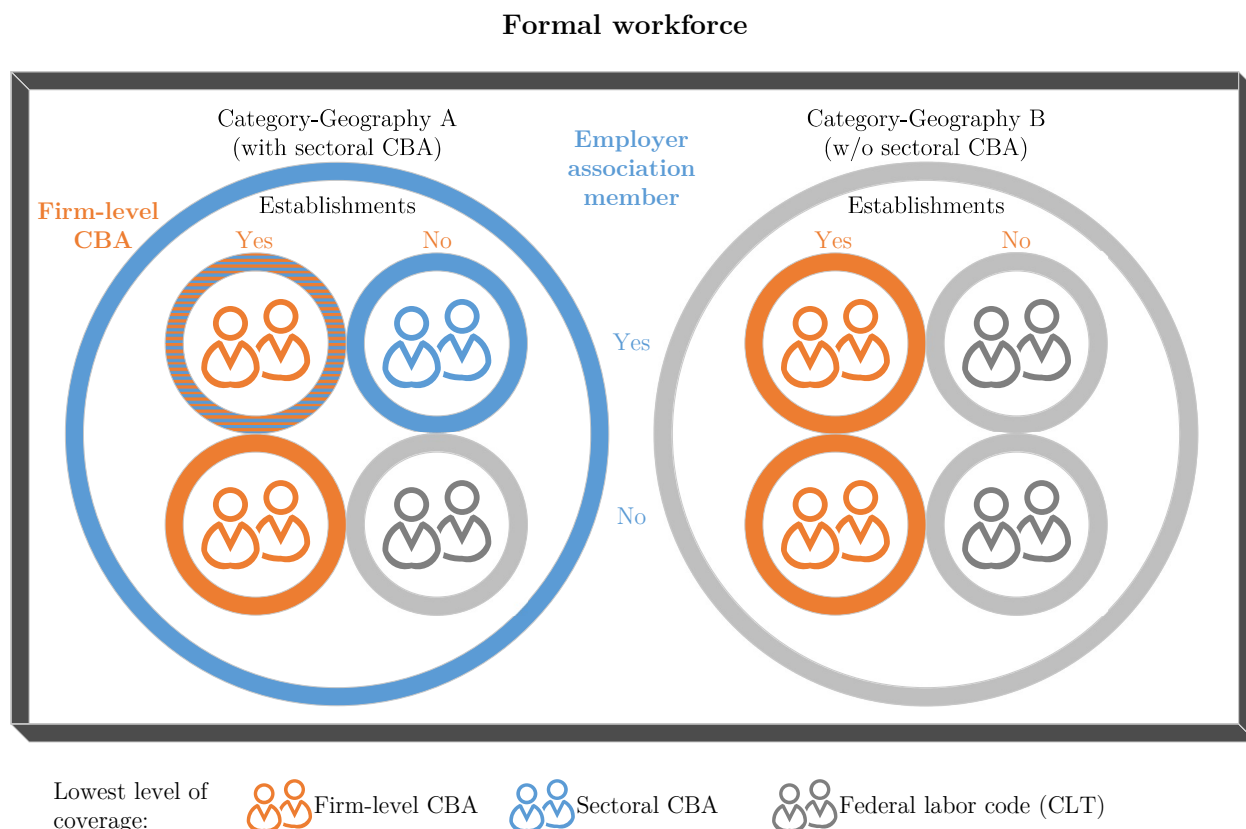 Formal workforce
Category-Geography A
(with sectoral CBA)
Employer
association
member
Category-Geography B
(w/o sectoral CBA)
Firm-level
CBA
Establishments
Yes No
Establishments
Yes No
Yes
No
Lowest level of
coverage:
Firm-level CBA
Sectoral CBA
Federal labor code (CLT)